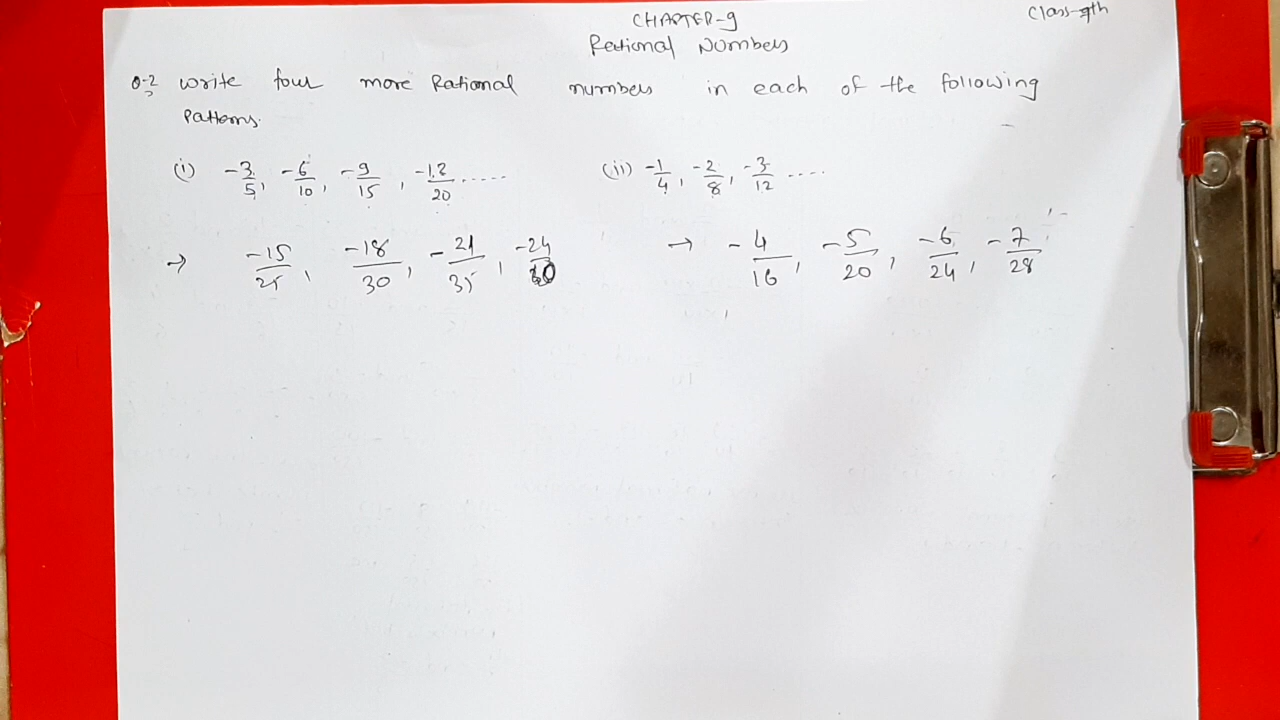 CHAPTER-9
Class-7th
Rational Numbers
Q-2 write four more Rational numbers in each of the following
Patterns.
(i) -3/5, -6/10, -9/15, -12/20, ..... (ii) -1/4, -2/8, -3/12 ....
→ -15/25, -18/30, -21/35, -24/40 → -4/16, -5/20, -6/24, -7/28